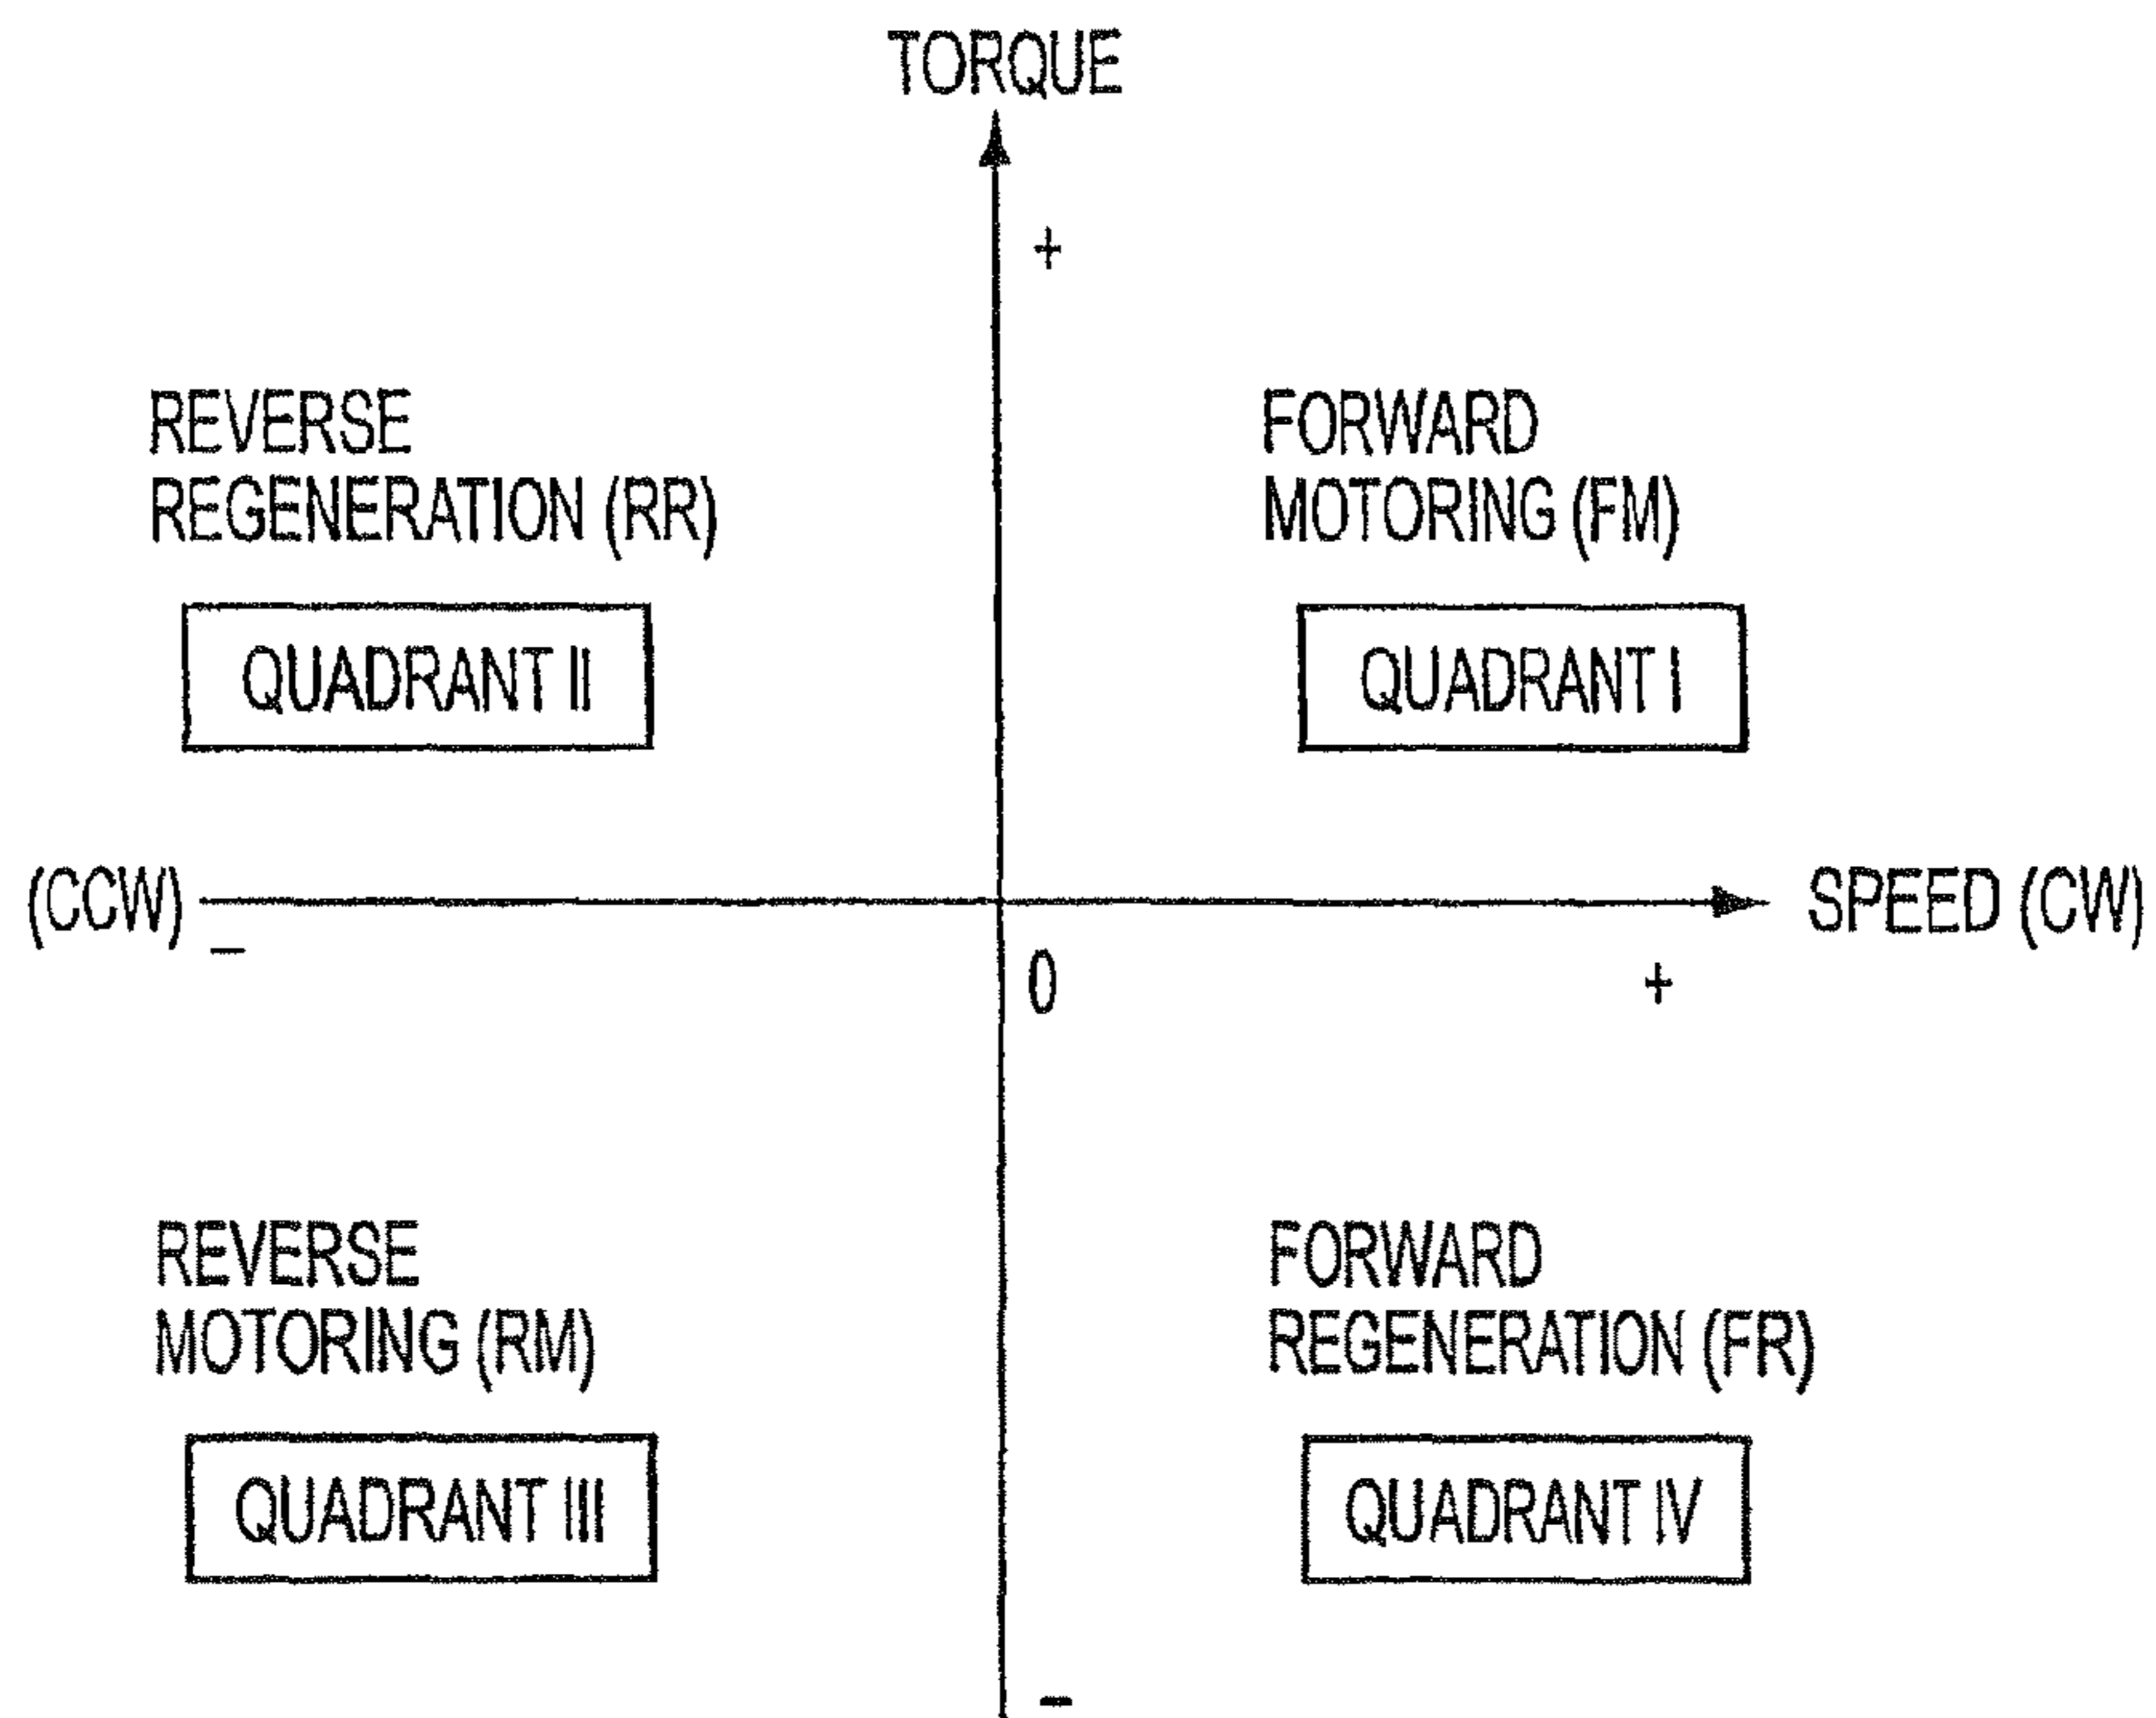 TORQUE
+
REVERSE
REGENERATION (RR)
QUADRANT II
FORWARD
MOTORING (FM)
QUADRANT I
(CCW)
−
0
+
SPEED (CW)
REVERSE
MOTORING (RM)
QUADRANT III
FORWARD
REGENERATION (FR)
QUADRANT IV
−